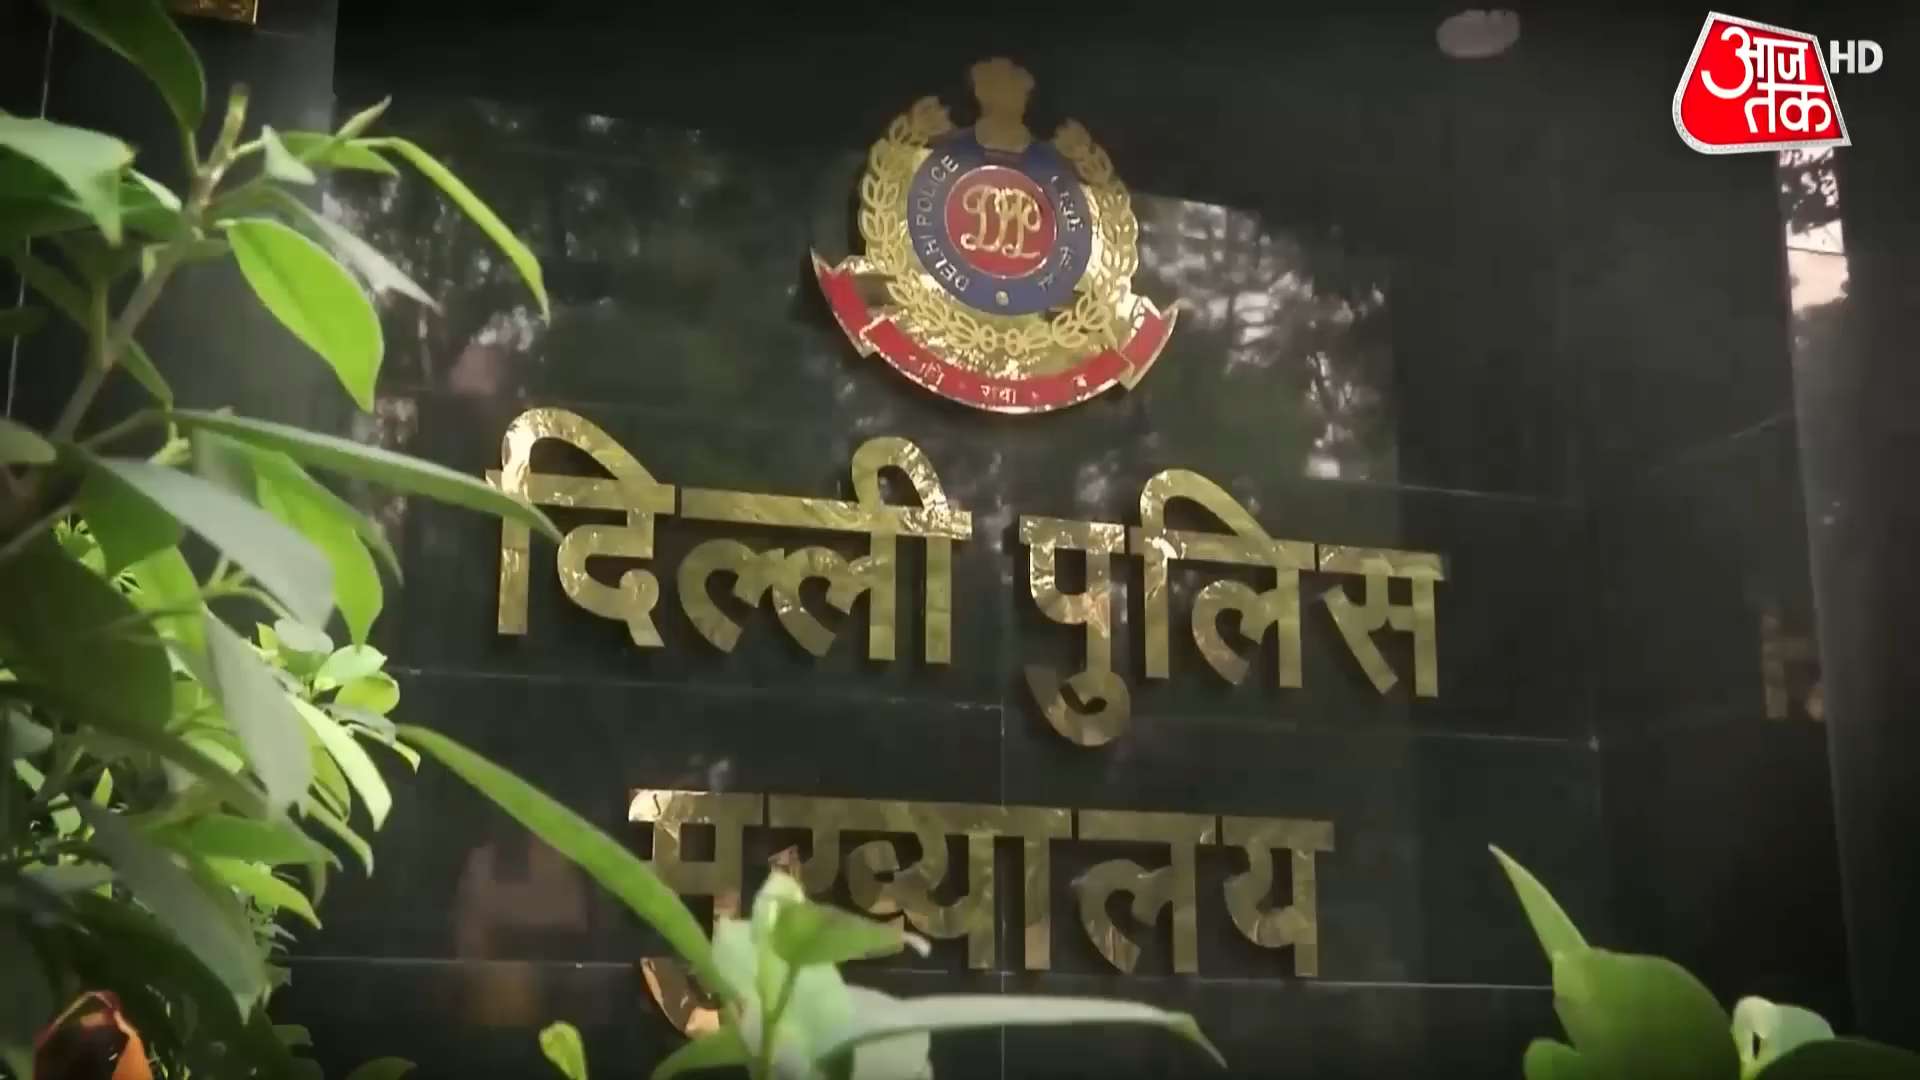 आज तक HD
DELHI POLICE
DP
सेवा
दिल्ली पुलिस
मुख्यालय